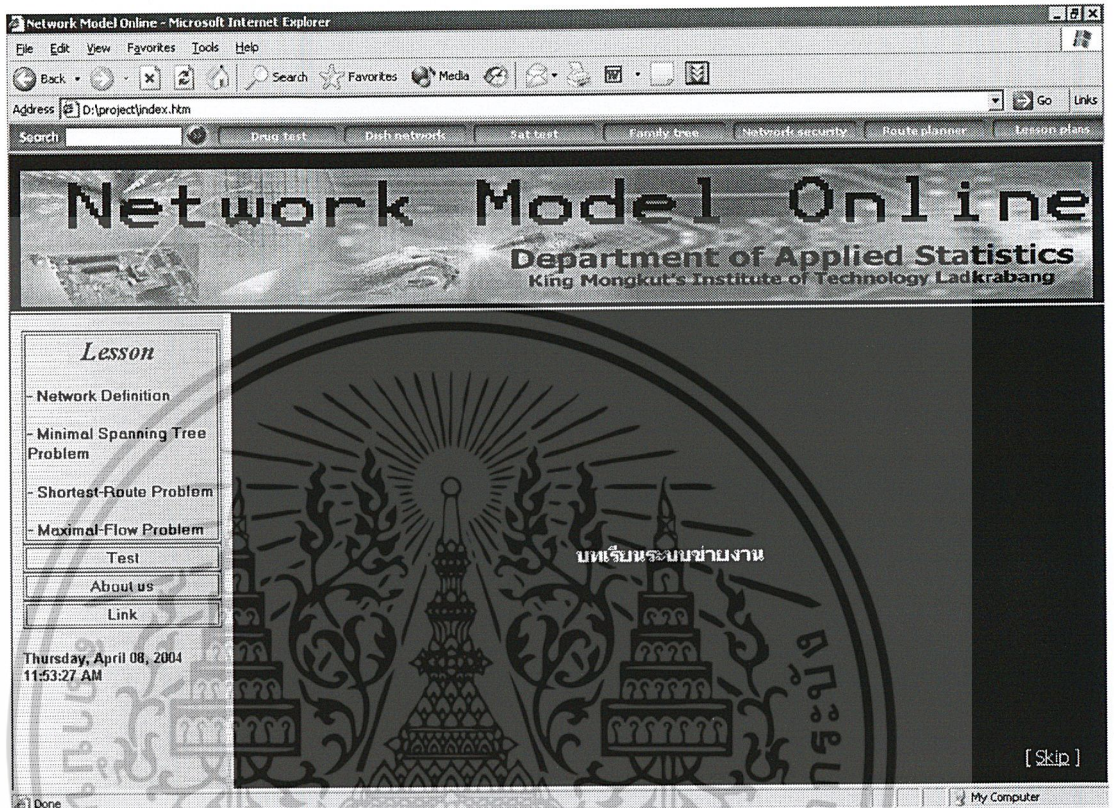 Network Model Online - Microsoft Internet Explorer
File Edit View Favorites Tools Help
Back Search Favorites Media
Address D:\project\index.htm Go Links
Search Drug test Dish network Sat test Family tree Network security Route planner Lesson plans
Network Model Online
Department of Applied Statistics
King Mongkut's Institute of Technology Ladkrabang
Lesson
- Network Definition
- Minimal Spanning Tree
Problem
- Shortest-Route Problem
- Maximal-Flow Problem
Test
About us
Link
Thursday, April 08, 2004
11:53:27 AM
บทเรียนระบบข่ายงาน
[ Skip ]
Done My Computer